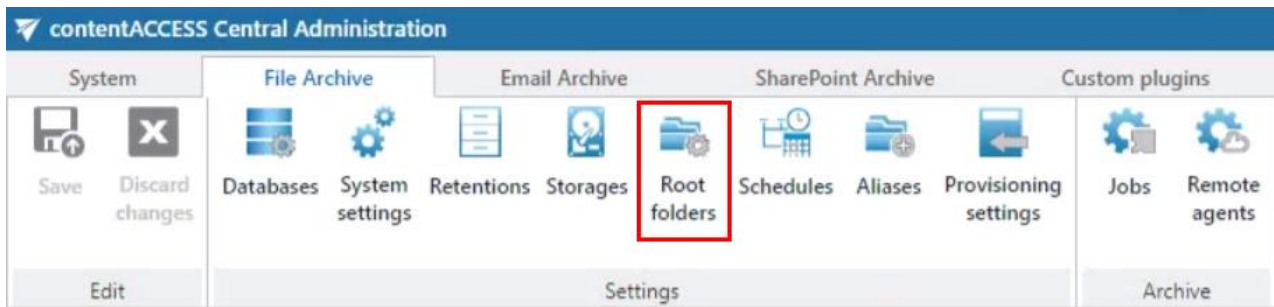 contentACCESS Central Administration
System File Archive Email Archive SharePoint Archive Custom plugins
Save Discard changes Databases System settings Retentions Storages Root folders Schedules Aliases Provisioning settings Jobs Remote agents
Edit Settings Archive